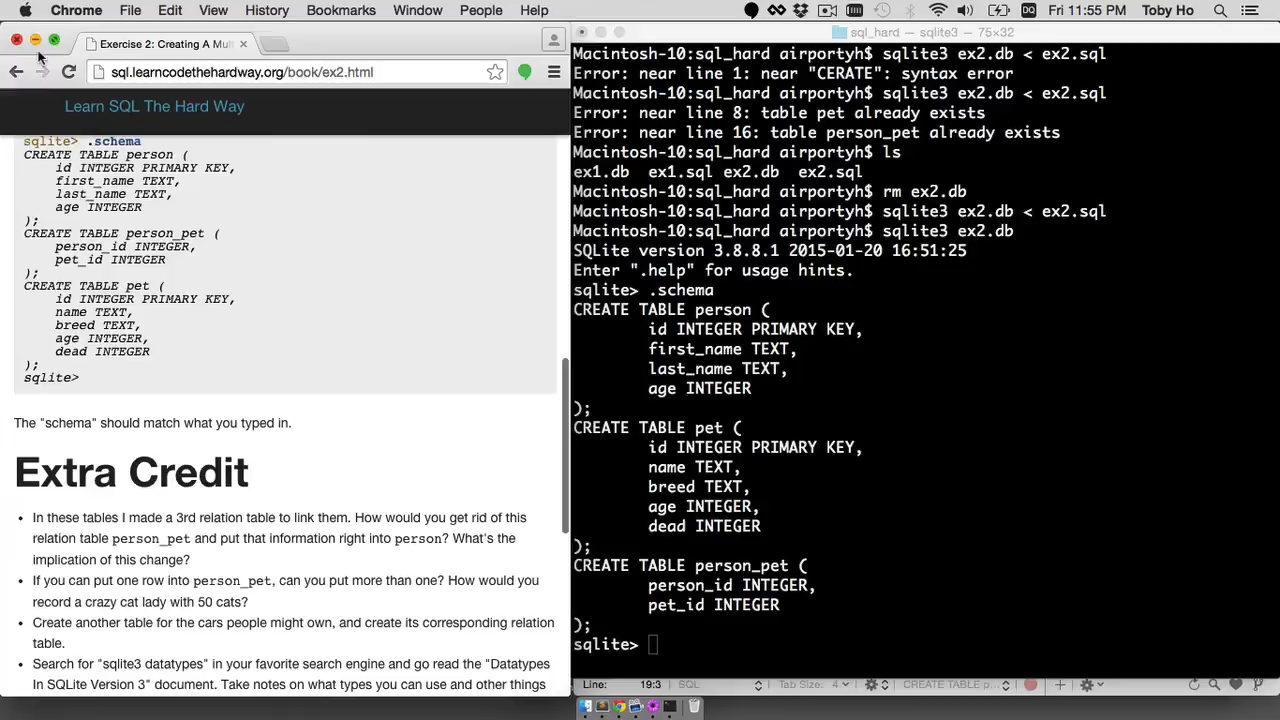 Chrome File Edit View History Bookmarks Window People Help
DQ Fri 11:55 PM Toby Ho
Exercise 2: Creating A Mult
sql.learncodethehardway.org/book/ex2.html
Learn SQL The Hard Way
sqlite> .schema
CREATE TABLE person (
    id INTEGER PRIMARY KEY,
    first_name TEXT,
    last_name TEXT,
    age INTEGER
);
CREATE TABLE person_pet (
    person_id INTEGER,
    pet_id INTEGER
);
CREATE TABLE pet (
    id INTEGER PRIMARY KEY,
    name TEXT,
    breed TEXT,
    age INTEGER,
    dead INTEGER
);
sqlite>
The "schema" should match what you typed in.
Extra Credit
• In these tables I made a 3rd relation table to link them. How would you get rid of this
relation table person_pet and put that information right into person? What's the
implication of this change?
• If you can put one row into person_pet, can you put more than one? How would you
record a crazy cat lady with 50 cats?
• Create another table for the cars people might own, and create its corresponding relation
table.
• Search for "sqlite3 datatypes" in your favorite search engine and go read the "Datatypes
In SQLite Version 3" document. Take notes on what types you can use and other things
sql_hard — sqlite3 — 75×32
Macintosh-10:sql_hard airportyh$ sqlite3 ex2.db < ex2.sql
Error: near line 1: near "CERATE": syntax error
Macintosh-10:sql_hard airportyh$ sqlite3 ex2.db < ex2.sql
Error: near line 8: table pet already exists
Error: near line 16: table person_pet already exists
Macintosh-10:sql_hard airportyh$ ls
ex1.db  ex1.sql ex2.db  ex2.sql
Macintosh-10:sql_hard airportyh$ rm ex2.db
Macintosh-10:sql_hard airportyh$ sqlite3 ex2.db < ex2.sql
Macintosh-10:sql_hard airportyh$ sqlite3 ex2.db
SQLite version 3.8.8.1 2015-01-20 16:51:25
Enter ".help" for usage hints.
sqlite> .schema
CREATE TABLE person (
        id INTEGER PRIMARY KEY,
        first_name TEXT,
        last_name TEXT,
        age INTEGER
);
CREATE TABLE pet (
        id INTEGER PRIMARY KEY,
        name TEXT,
        breed TEXT,
        age INTEGER,
        dead INTEGER
);
CREATE TABLE person_pet (
        person_id INTEGER,
        pet_id INTEGER
);
sqlite>
Line: 19:3 SQL Tab Size: 4 CREATE TABLE p…